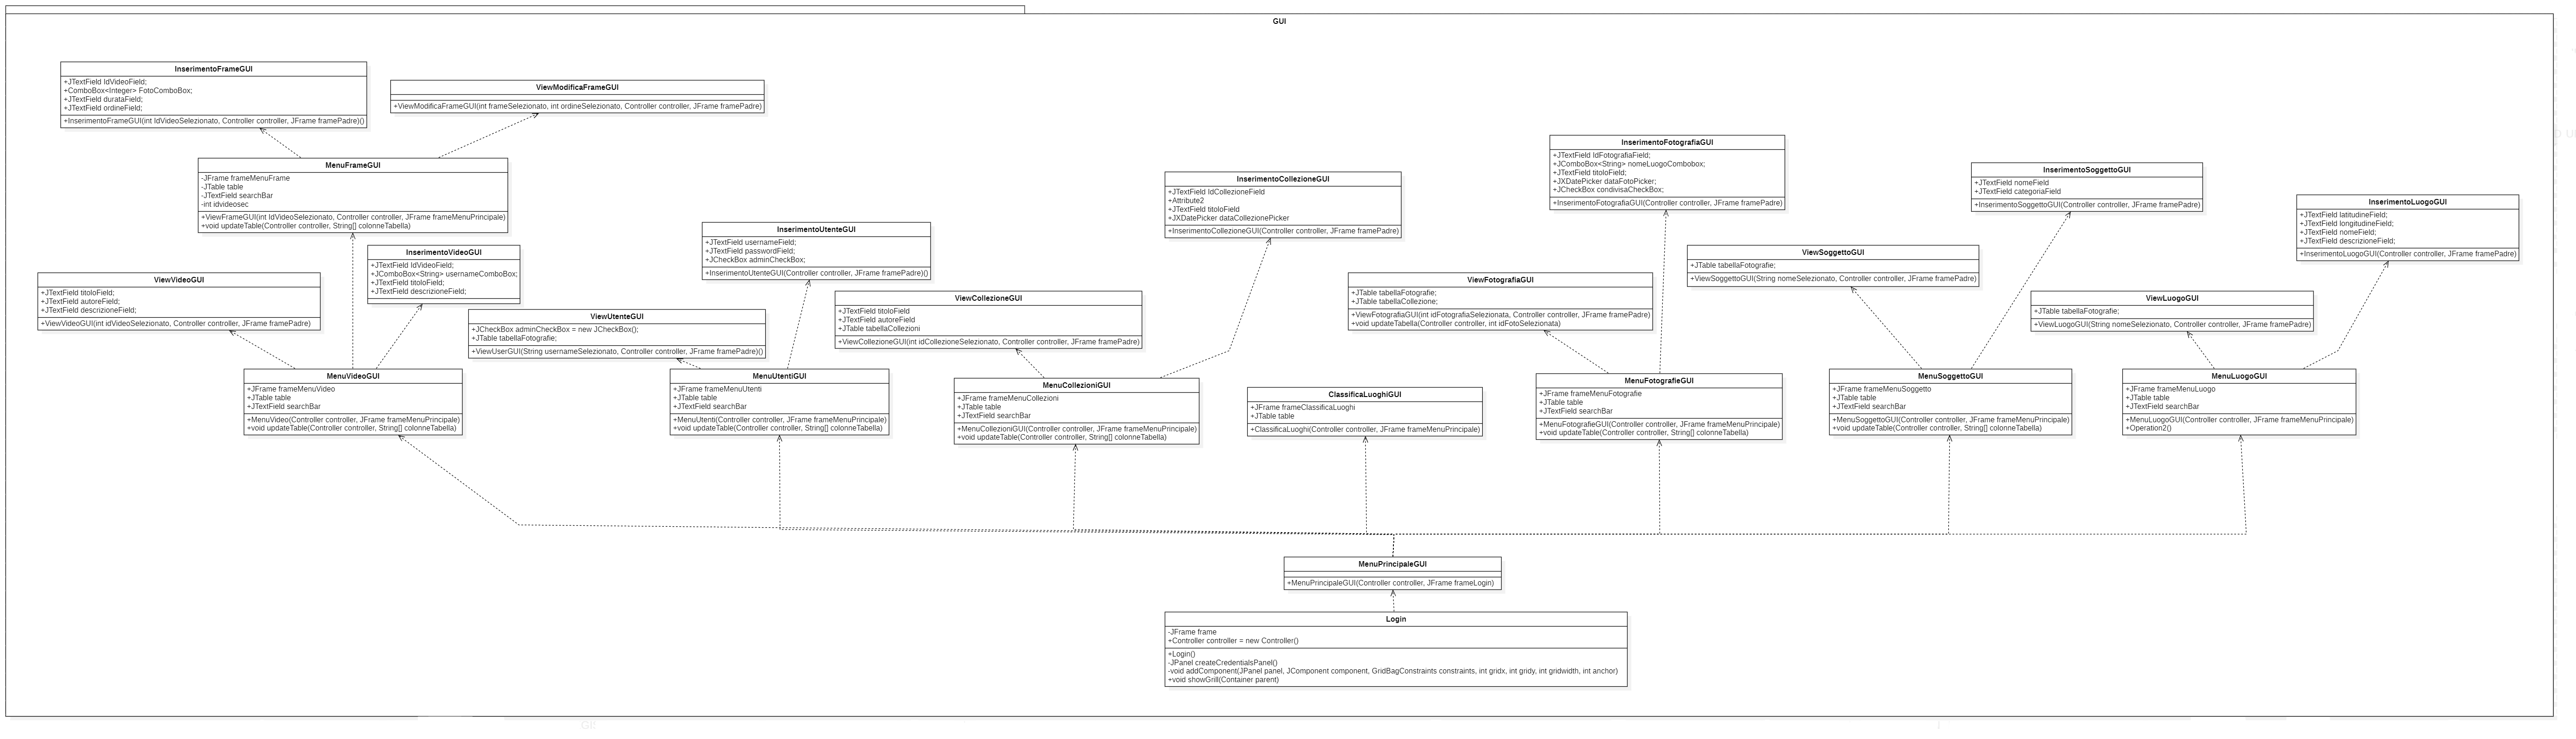 GUI
InserimentoFrameGUI
+JTextField IdVideoField;
+ComboBox<Integer> FotoComboBox;
+JTextField durataField;
+JTextField ordineField;
+InserimentoFrameGUI(int IdVideoSelezionato, Controller controller, JFrame framePadre)()
ViewModificaFrameGUI
+ViewModificaFrameGUI(int frameSelezionato, int ordineSelezionato, Controller controller, JFrame framePadre)
MenuFrameGUI
-JFrame frameMenuFrame
-JTable table
-JTextField searchBar
-int idvideosec
+ViewFrameGUI(int IdVideoSelezionato, Controller controller, JFrame frameMenuPrincipale)
+void updateTable(Controller controller, String[] colonneTabella)
InserimentoVideoGUI
+JTextField IdVideoField;
+JComboBox<String> usernameComboBox;
+JTextField titoloField;
+JTextField descrizioneField;
ViewVideoGUI
+JTextField titoloField;
+JTextField autoreField;
+JTextField descrizioneField;
+ViewVideoGUI(int idVideoSelezionato, Controller controller, JFrame framePadre)
MenuVideoGUI
+JFrame frameMenuVideo
+JTable table
+JTextField searchBar
+MenuVideo(Controller controller, JFrame frameMenuPrincipale)
+void updateTable(Controller controller, String[] colonneTabella)
InserimentoUtenteGUI
+JTextField usernameField;
+JTextField passwordField;
+JCheckBox adminCheckBox;
+InserimentoUtenteGUI(Controller controller, JFrame framePadre)()
ViewUtenteGUI
+JCheckBox adminCheckBox = new JCheckBox();
+JTable tabellaFotografie;
+ViewUserGUI(String usernameSelezionato, Controller controller, JFrame framePadre)()
MenuUtentiGUI
+JFrame frameMenuUtenti
+JTable table
+JTextField searchBar
+MenuUtenti(Controller controller, JFrame frameMenuPrincipale)
+void updateTable(Controller controller, String[] colonneTabella)
InserimentoCollezioneGUI
+JTextField IdCollezioneField
+Attribute2
+JTextField titoloField
+JXDatePicker dataCollezionePicker
+InserimentoCollezioneGUI(Controller controller, JFrame framePadre)
ViewCollezioneGUI
+JTextField titoloField
+JTextField autoreField
+JTable tabellaCollezioni
+ViewCollezioneGUI(int idCollezioneSelezionato, Controller controller, JFrame framePadre)
MenuCollezioniGUI
+JFrame frameMenuCollezioni
+JTable table
+JTextField searchBar
+MenuCollezioniGUI(Controller controller, JFrame frameMenuPrincipale)
+void updateTable(Controller controller, String[] colonneTabella)
ClassificaLuoghiGUI
+JFrame frameClassificaLuoghi
+JTable table
+ClassificaLuoghi(Controller controller, JFrame frameMenuPrincipale)
InserimentoFotografiaGUI
+JTextField IdFotografiaField;
+JComboBox<String> nomeLuogoCombobox;
+JTextField titoloField;
+JXDatePicker dataFotoPicker;
+JCheckBox condivisaCheckBox;
+InserimentoFotografiaGUI(Controller controller, JFrame framePadre)
ViewFotografiaGUI
+JTable tabellaFotografie;
+JTable tabellaCollezione;
+ViewFotografiaGUI(int idFotografiaSelezionata, Controller controller, JFrame framePadre)
+void updateTabella(Controller controller, int idFotoSelezionata)
MenuFotografieGUI
+JFrame frameMenuFotografie
+JTable table
+JTextField searchBar
+MenuFotografieGUI(Controller controller, JFrame frameMenuPrincipale)
+void updateTable(Controller controller, String[] colonneTabella)
InserimentoSoggettoGUI
+JTextField nomeField
+JTextField categoriaField
+InserimentoSoggettoGUI(Controller controller, JFrame framePadre)
ViewSoggettoGUI
+JTable tabellaFotografie;
+ViewSoggettoGUI(String nomeSelezionato, Controller controller, JFrame framePadre)
MenuSoggettoGUI
+JFrame frameMenuSoggetto
+JTable table
+JTextField searchBar
+MenuSoggettoGUI(Controller controller, JFrame frameMenuPrincipale)
+void updateTable(Controller controller, String[] colonneTabella)
InserimentoLuogoGUI
+JTextField latitudineField;
+JTextField longitudineField;
+JTextField nomeField;
+JTextField descrizioneField;
+InserimentoLuogoGUI(Controller controller, JFrame framePadre)
ViewLuogoGUI
+JTable tabellaFotografie;
+ViewLuogoGUI(String nomeSelezionato, Controller controller, JFrame framePadre)
MenuLuogoGUI
+JFrame frameMenuLuogo
+JTable table
+JTextField searchBar
+MenuLuogoGUI(Controller controller, JFrame frameMenuPrincipale)
+Operation2()
MenuPrincipaleGUI
+MenuPrincipaleGUI(Controller controller, JFrame frameLogin)
Login
-JFrame frame
+Controller controller = new Controller()
+Login()
-JPanel createCredentialsPanel()
-void addComponent(JPanel panel, JComponent component, GridBagConstraints constraints, int gridx, int gridy, int gridwidth, int anchor)
+void showGrill(Container parent)